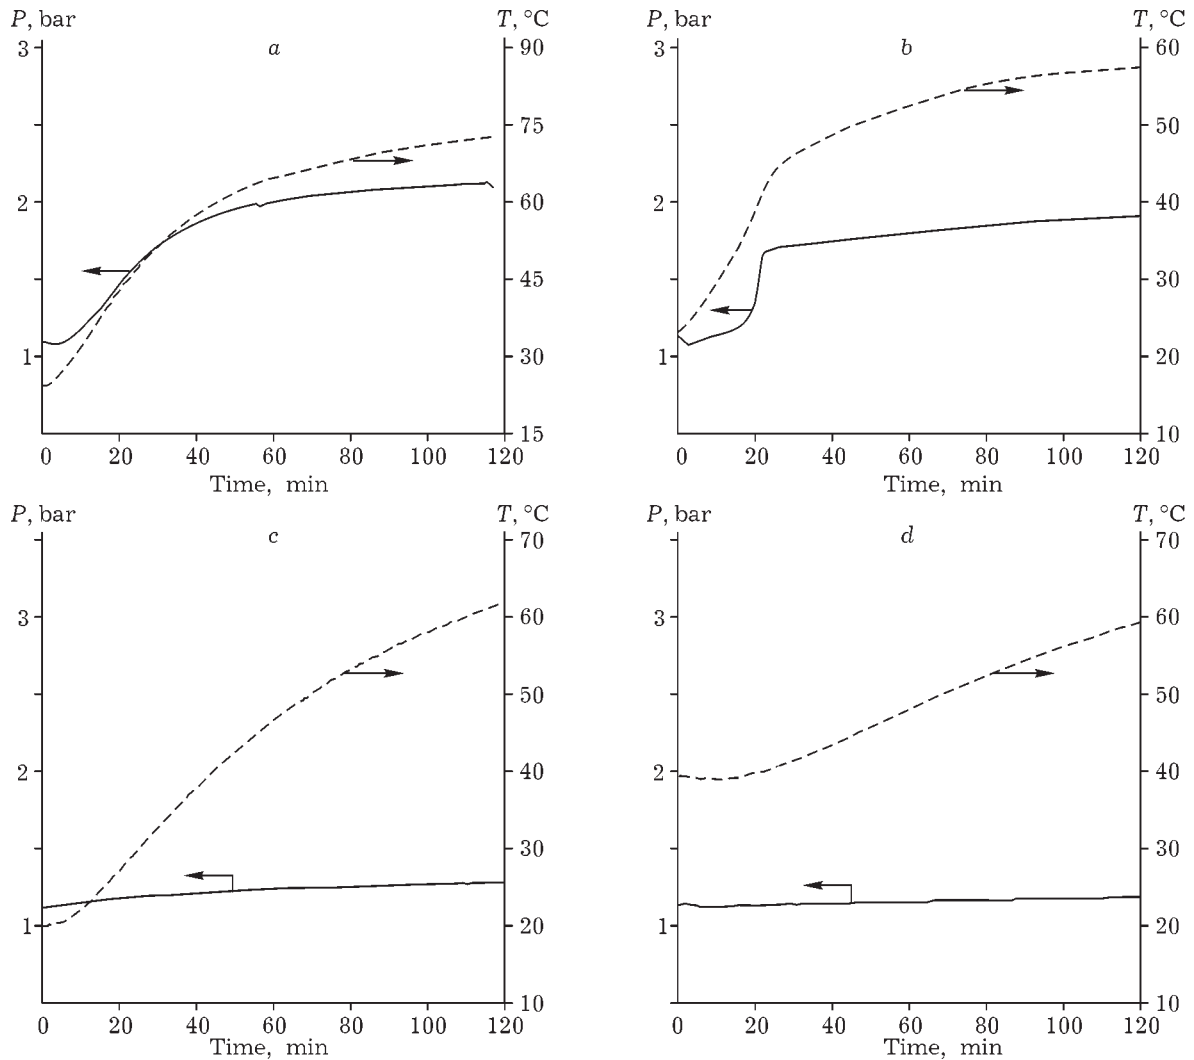 P, bar T, °C P, bar T, °C
3 a 90 3 b 60
75 50
2 60 2 40
45 30
1 30 1 20
15 10
0 20 40 60 80 100 120 0 20 40 60 80 100 120
Time, min Time, min
P, bar T, °C P, bar T, °C
c d
70 70
3 60 3 60
50 50
2 40 2 40
30 30
1 20 1 20
10 10
0 20 40 60 80 100 120 0 20 40 60 80 100 120
Time, min Time, min